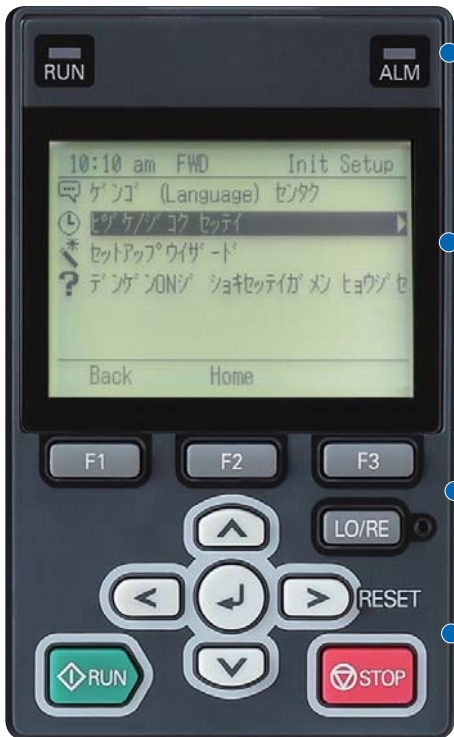 RUN
ALM
10:10 am FWD Init Setup
ｹﾞﾝｺﾞ (Language) ｾﾝﾀｸ
ﾋﾂﾞｹ/ｼﾞｺｸ ｾｯﾃｲ
ｾｯﾄｱｯﾌﾟｳｨｻﾞｰﾄﾞ
? ﾃﾞﾝｹﾞﾝONｼﾞ ｼｮｷｾｯﾃｲｶﾞﾒﾝ ﾋｮｳｼﾞｾ
Back Home
F1 F2 F3
LO/RE
< > RESET
RUN STOP